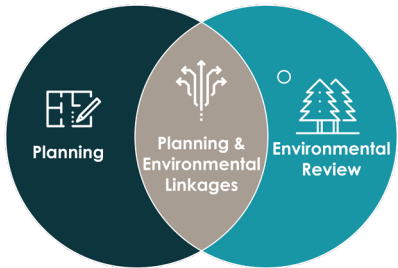 Planning
Planning &
Environmental
Linkages
Environmental
Review